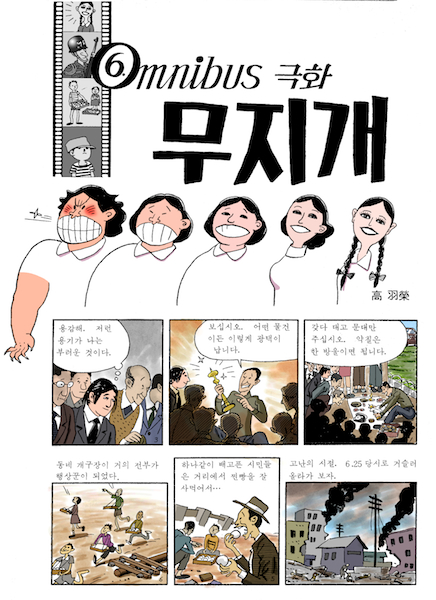 6. Omnibus 극화
무지개
高 羽榮
용감해. 저런
용기가 나는
부러운 것이다.
보십시오. 어떤 물건
이든 이렇게 광택이
납니다.
갖다 대고 문대만
주십시오. 약칠은
한 방울이면 됩니다.
동네 개구장이 거의 전부가
행상꾼이 되었다.
하나같이 배고픈 시민들
은 거리에서 찐빵을 잘
사먹어서…
고난의 시절. 6.25 당시로 거슬러
올라가 보자.